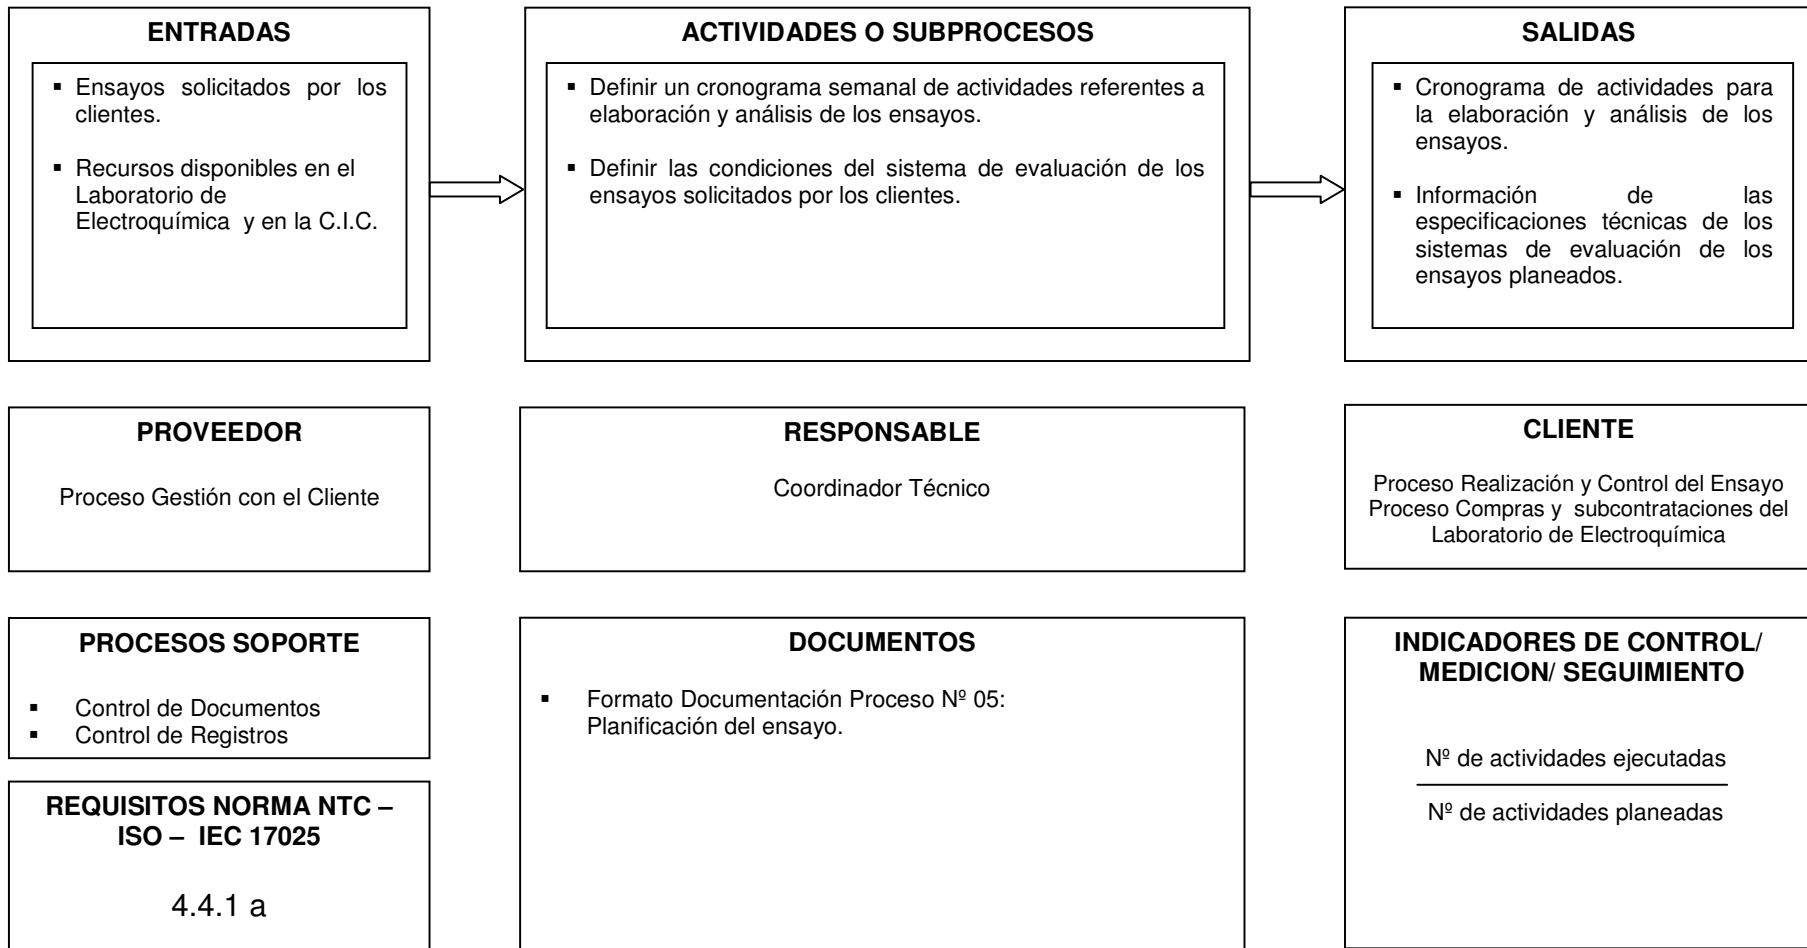 ENTRADAS
▪ Ensayos solicitados por los
clientes.
▪ Recursos disponibles en el
Laboratorio de
Electroquímica y en la C.I.C.
ACTIVIDADES O SUBPROCESOS
▪ Definir un cronograma semanal de actividades referentes a
elaboración y análisis de los ensayos.
▪ Definir las condiciones del sistema de evaluación de los
ensayos solicitados por los clientes.
SALIDAS
▪ Cronograma de actividades para
la elaboración y análisis de los
ensayos.
▪ Información de las
especificaciones técnicas de los
sistemas de evaluación de los
ensayos planeados.
PROVEEDOR
Proceso Gestión con el Cliente
RESPONSABLE
Coordinador Técnico
CLIENTE
Proceso Realización y Control del Ensayo
Proceso Compras y subcontrataciones del
Laboratorio de Electroquímica
PROCESOS SOPORTE
▪ Control de Documentos
▪ Control de Registros
REQUISITOS NORMA NTC –
ISO – IEC 17025
4.4.1 a
DOCUMENTOS
▪ Formato Documentación Proceso Nº 05:
Planificación del ensayo.
INDICADORES DE CONTROL/
MEDICION/ SEGUIMIENTO
Nº de actividades ejecutadas
Nº de actividades planeadas